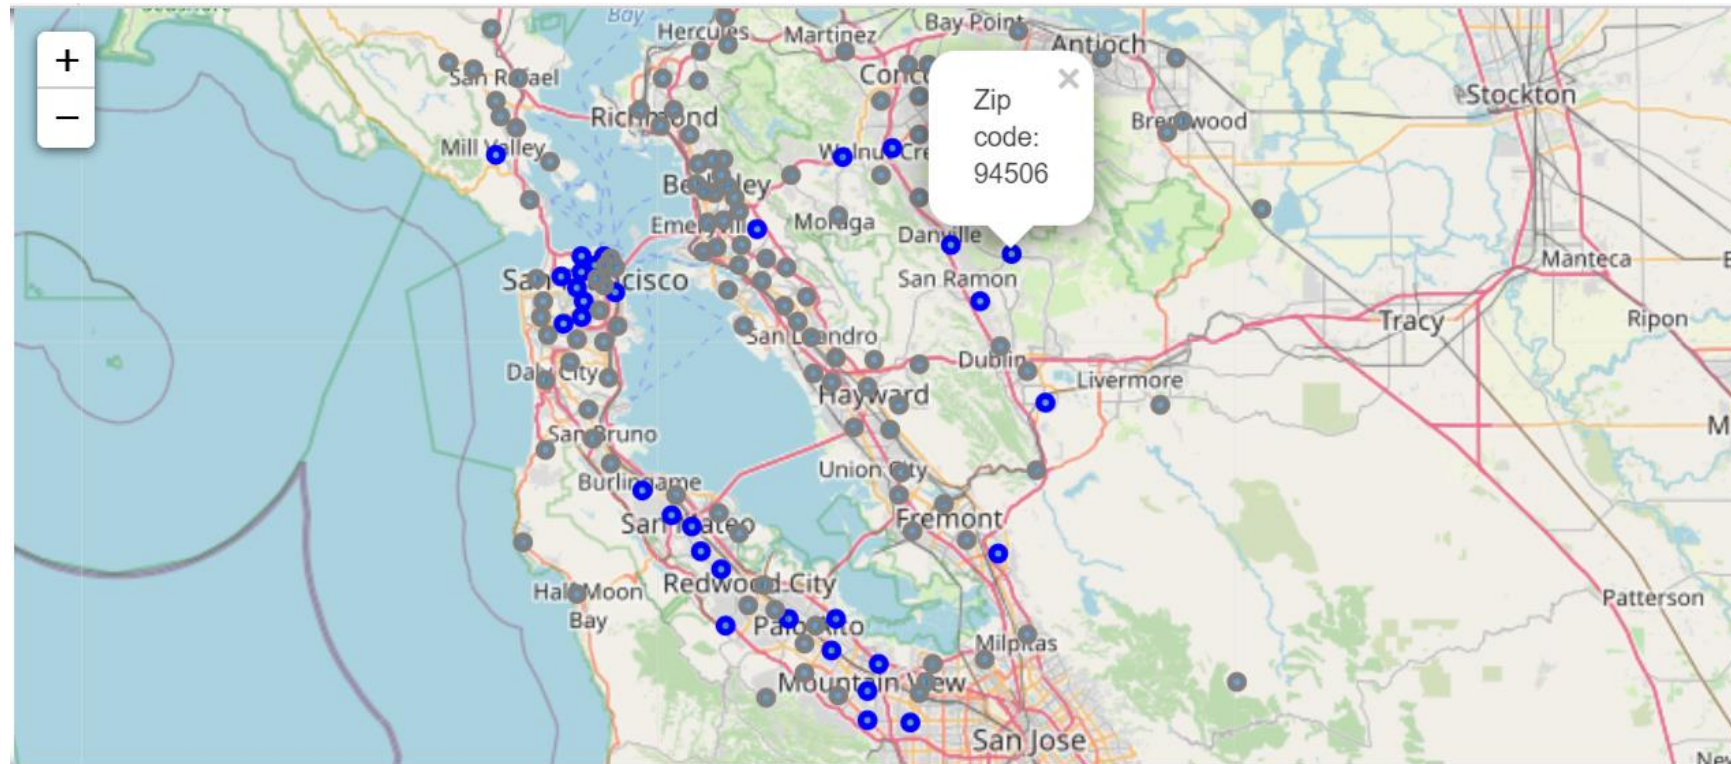 Bay
Hercules
Martinez
Bay Point
Antioch
+
San Rafael
Stockton
−
Richmond
Zip
code:
94506
×
Brentwood
Mill Valley
Berkeley
Emeryville
Moraga
Danville
Manteca
San Francisco
San Ramon
Tracy
Ripon
San Leandro
Dublin
Daly City
Livermore
Hayward
San Bruno
Union City
Burlingame
San Mateo
Fremont
Redwood City
Half Moon
Bay
Patterson
Palo Alto
Milpitas
Mountain View
San Jose